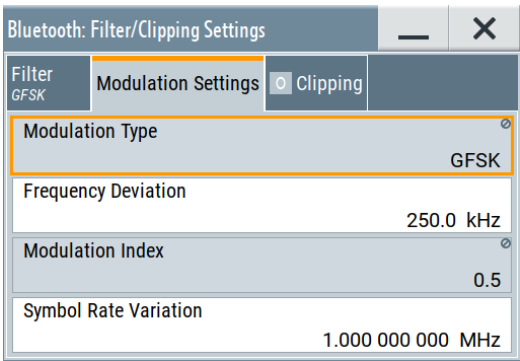 Bluetooth: Filter/Clipping Settings
Filter
GFSK
Modulation Settings
O Clipping
Modulation Type
GFSK
Frequency Deviation
250.0 kHz
Modulation Index
0.5
Symbol Rate Variation
1.000 000 000 MHz